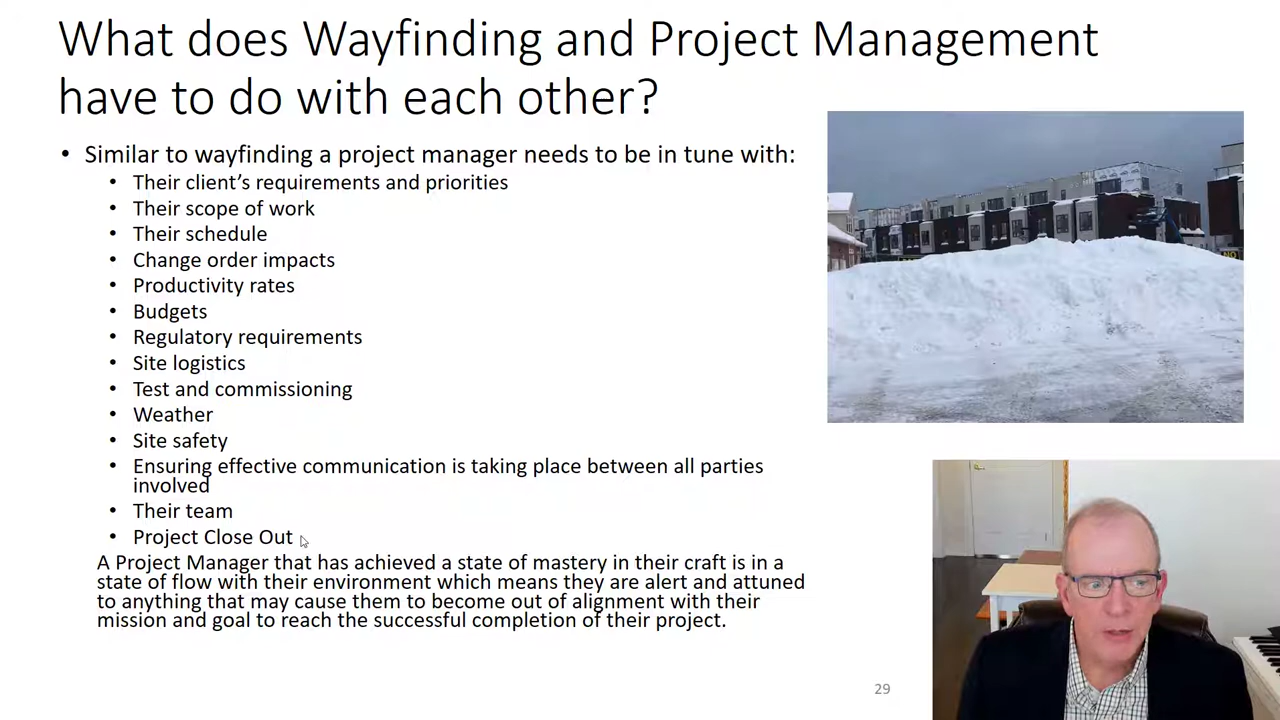 What does Wayfinding and Project Management
have to do with each other?
• Similar to wayfinding a project manager needs to be in tune with:
• Their client's requirements and priorities
• Their scope of work
• Their schedule
• Change order impacts
• Productivity rates
• Budgets
• Regulatory requirements
• Site logistics
• Test and commissioning
• Weather
• Site safety
• Ensuring effective communication is taking place between all parties
involved
• Their team
• Project Close Out
A Project Manager that has achieved a state of mastery in their craft is in a
state of flow with their environment which means they are alert and attuned
to anything that may cause them to become out of alignment with their
mission and goal to reach the successful completion of their project.
NO
29